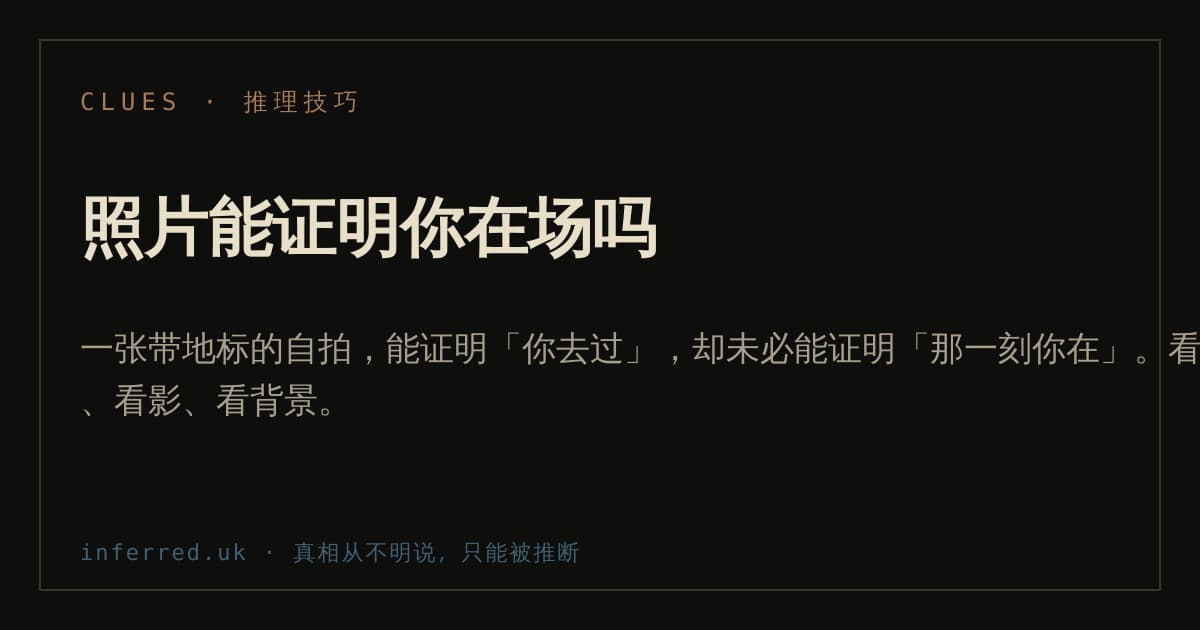 CLUES · 推理技巧
照片能证明你在场吗
一张带地标的自拍，能证明「你去过」，却未必能证明「那一刻你在」。看
、看影、看背景。
inferred.uk · 真相从不明说，只能被推断